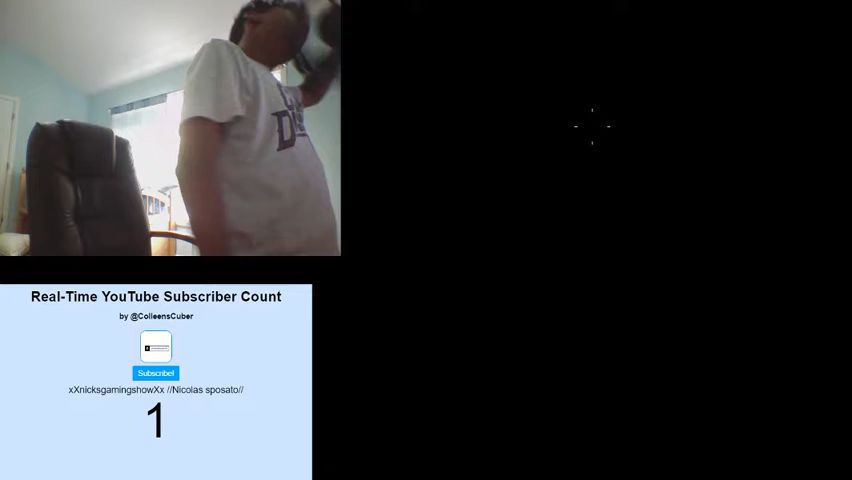 Real-Time YouTube Subscriber Count
by @ColleensCuber
Subscribe!
xXnicksgamingshowXx //Nicolas sposato//
1